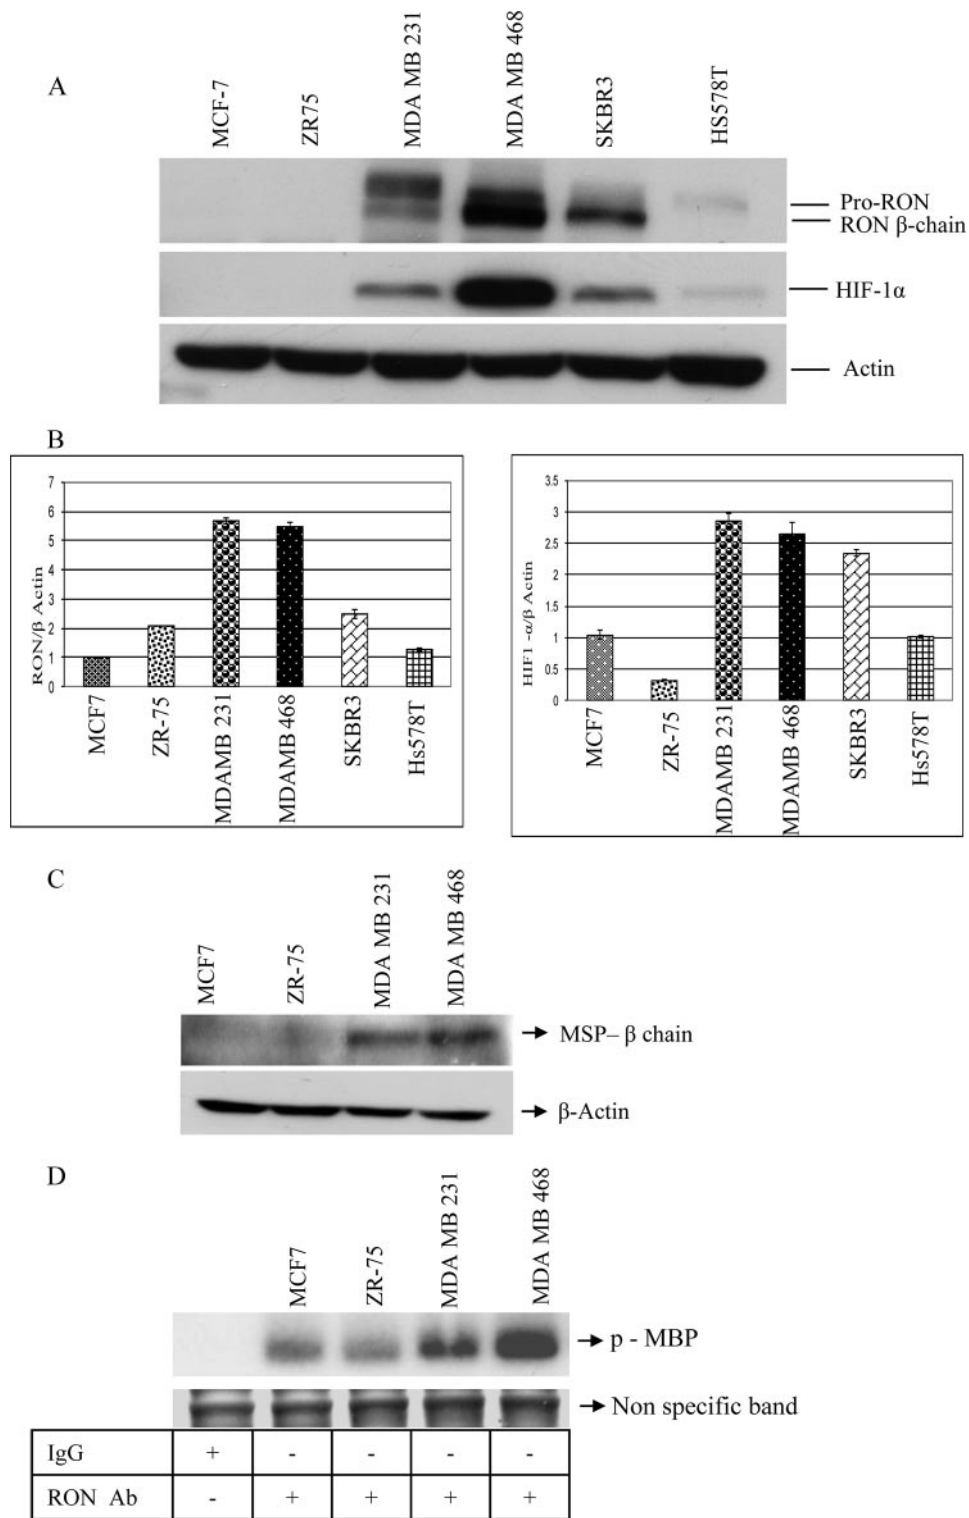 A
MCF-7
ZR75
MDA MB 231
MDA MB 468
SKBR3
HS578T
Pro-RON
RON β-chain
HIF-1α
Actin
B
RON/β Actin
7
6
5
4
3
2
1
0
MCF7
ZR-75
MDAMB 231
MDAMB 468
SKBR3
Hs578T
HIF1 -α/β Actin
3.5
3
2.5
2
1.5
1
0.5
0
MCF7
ZR-75
MDAMB 231
MDAMB 468
SKBR3
Hs578T
C
MCF7
ZR-75
MDA MB 231
MDA MB 468
MSP– β chain
β-Actin
D
MCF7
ZR-75
MDA MB 231
MDA MB 468
p - MBP
Non specific band
IgG + - - - -
RON Ab - + + + +